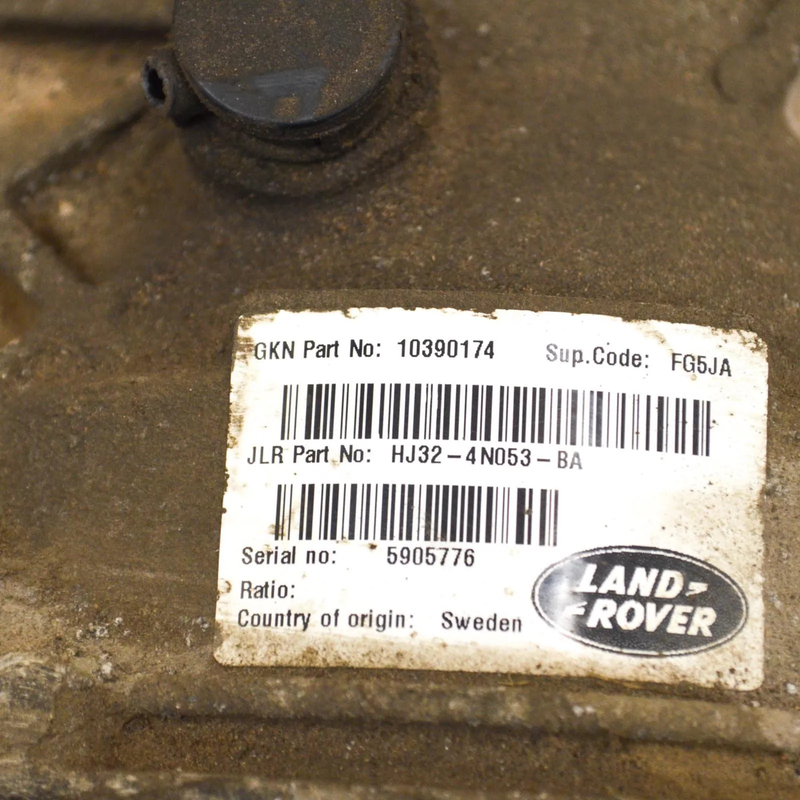 GKN Part No: 10390174 Sup.Code: FG5JA
JLR Part No: HJ32-4N053-BA
Serial no: 5905776
Ratio:
Country of origin: Sweden
LAND
ROVER